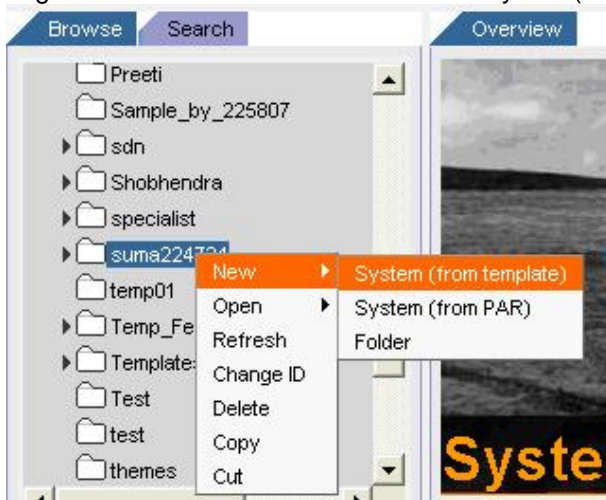 Browse Search Overview
Preeti
Sample_by_225807
sdn
Shobhendra
specialist
suma224724
temp01
Temp_Fe
Template
Test
test
themes
New
Open
Refresh
Change ID
Delete
Copy
Cut
System (from template)
System (from PAR)
Folder
Syste